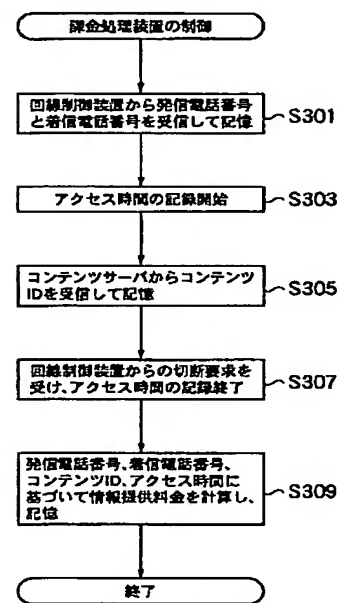 課金処理装置の制御
回線制御装置から発信電話番号
と着信電話番号を受信して記憶
S301
アクセス時間の記録開始
S303
コンテンツサーバからコンテンツ
IDを受信して記憶
S305
回線制御装置からの切断要求を
受け、アクセス時間の記録終了
S307
発信電話番号、着信電話番号、
コンテンツID、アクセス時間に
基づいて情報提供料金を計算し、
記憶
S309
終了